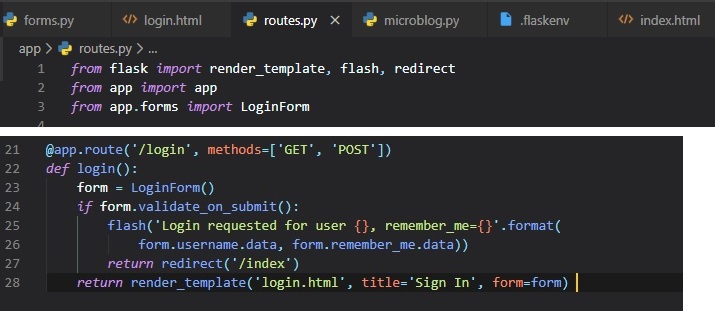 forms.py login.html routes.py × microblog.py .flaskenv index.html
app > routes.py > ...
1 from flask import render_template, flash, redirect
2 from app import app
3 from app.forms import LoginForm
4
21 @app.route('/login', methods=['GET', 'POST'])
22 def login():
23 form = LoginForm()
24 if form.validate_on_submit():
25 flash('Login requested for user {}, remember_me={}'.format(
26 form.username.data, form.remember_me.data))
27 return redirect('/index')
28 return render_template('login.html', title='Sign In', form=form)